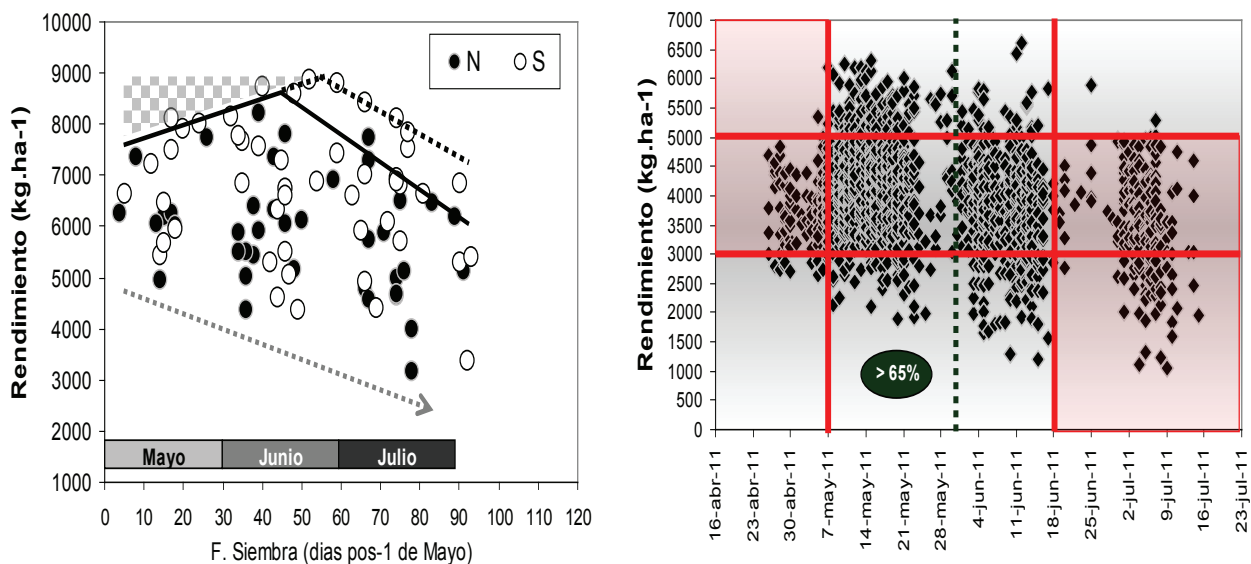 Rendimiento (kg.ha-1)
10000
9000
8000
7000
6000
5000
4000
3000
2000
1000
N S
Mayo Junio Julio
0 10 20 30 40 50 60 70 80 90 100 110 120
F. Siembra (dias pos-1 de Mayo)
Rendimiento (kg.ha-1)
7000
6500
6000
5500
5000
4500
4000
3500
3000
2500
2000
1500
1000
500
0
> 65%
16-abr-11
23-abr-11
30-abr-11
7-may-11
14-may-11
21-may-11
28-may-11
4-jun-11
11-jun-11
18-jun-11
25-jun-11
2-jul-11
9-jul-11
16-jul-11
23-jul-11